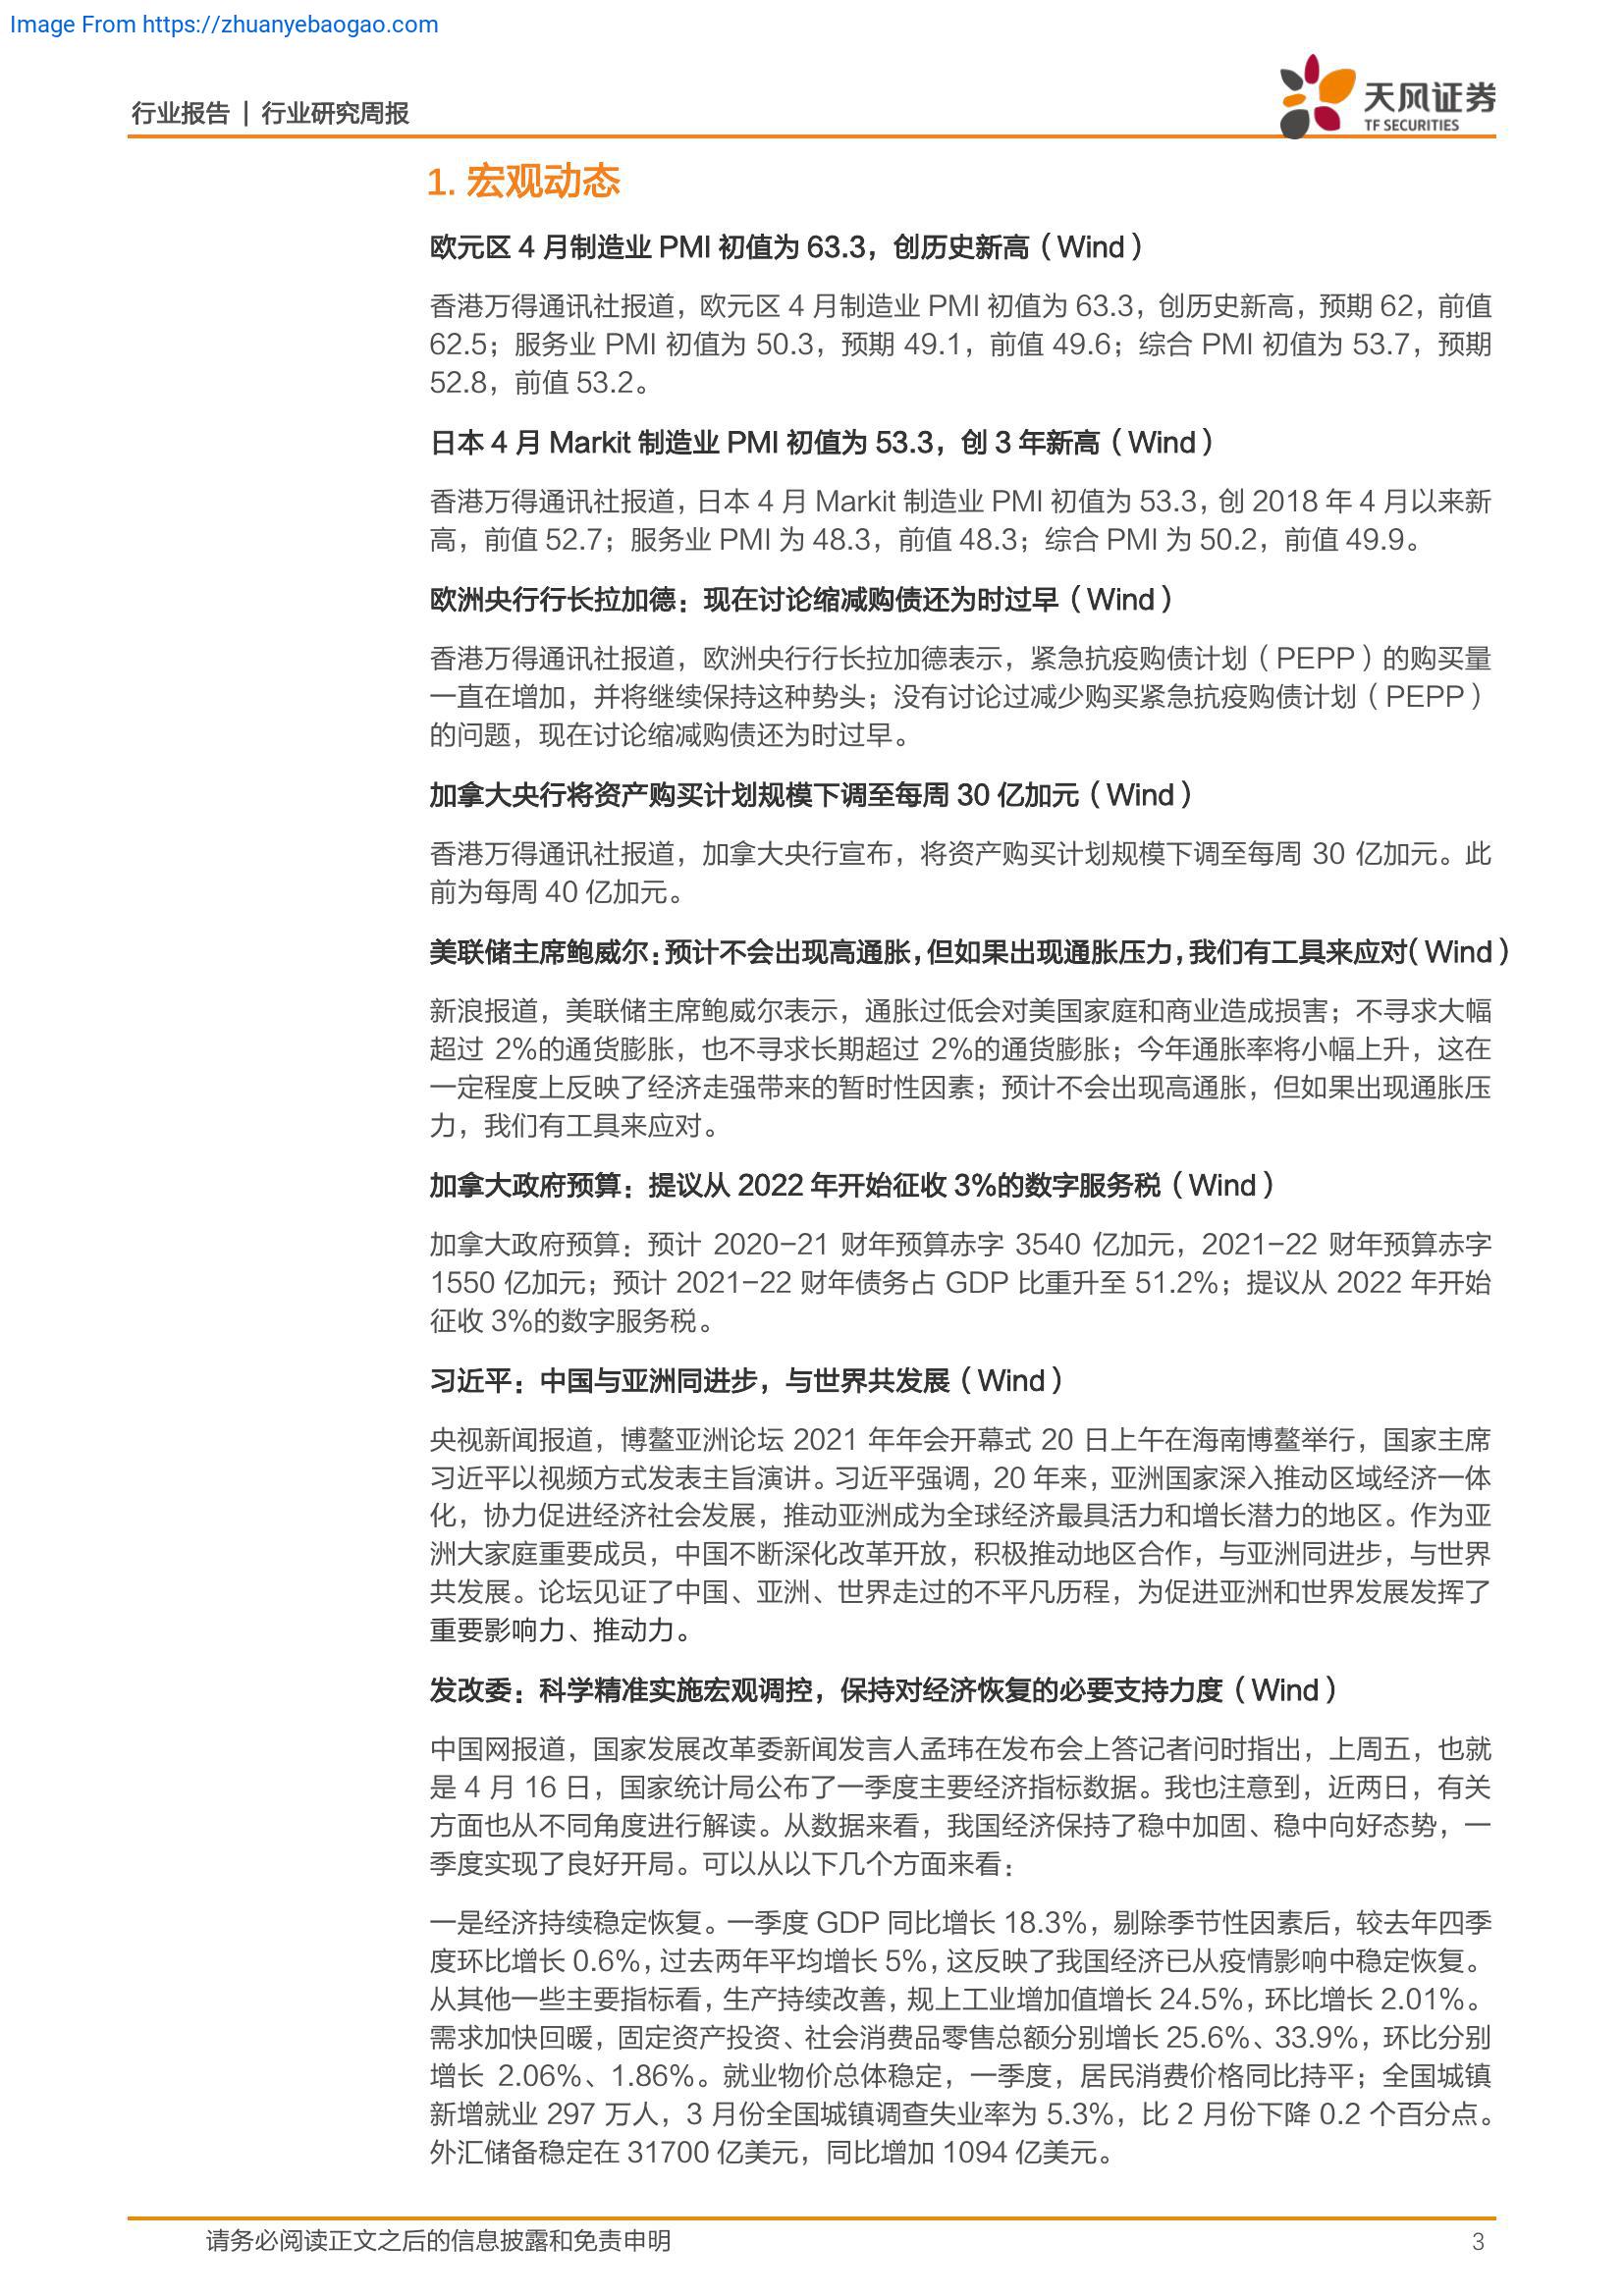 Image From https://zhuanyebaogao.com
行业报告 | 行业研究周报
天风证券
TF SECURITIES
1. 宏观动态
欧元区 4 月制造业 PMI 初值为 63.3，创历史新高（Wind）
香港万得通讯社报道，欧元区 4 月制造业 PMI 初值为 63.3，创历史新高，预期 62，前值
62.5；服务业 PMI 初值为 50.3，预期 49.1，前值 49.6；综合 PMI 初值为 53.7，预期
52.8，前值 53.2。
日本 4 月 Markit 制造业 PMI 初值为 53.3，创 3 年新高（Wind）
香港万得通讯社报道，日本 4 月 Markit 制造业 PMI 初值为 53.3，创 2018 年 4 月以来新
高，前值 52.7；服务业 PMI 为 48.3，前值 48.3；综合 PMI 为 50.2，前值 49.9。
欧洲央行行长拉加德：现在讨论缩减购债还为时过早（Wind）
香港万得通讯社报道，欧洲央行行长拉加德表示，紧急抗疫购债计划（PEPP）的购买量
一直在增加，并将继续保持这种势头；没有讨论过减少购买紧急抗疫购债计划（PEPP）
的问题，现在讨论缩减购债还为时过早。
加拿大央行将资产购买计划规模下调至每周 30 亿加元（Wind）
香港万得通讯社报道，加拿大央行宣布，将资产购买计划规模下调至每周 30 亿加元。此
前为每周 40 亿加元。
美联储主席鲍威尔：预计不会出现高通胀，但如果出现通胀压力，我们有工具来应对（Wind）
新浪报道，美联储主席鲍威尔表示，通胀过低会对美国家庭和商业造成损害；不寻求大幅
超过 2%的通货膨胀，也不寻求长期超过 2%的通货膨胀；今年通胀率将小幅上升，这在
一定程度上反映了经济走强带来的暂时性因素；预计不会出现高通胀，但如果出现通胀压
力，我们有工具来应对。
加拿大政府预算：提议从 2022 年开始征收 3%的数字服务税（Wind）
加拿大政府预算：预计 2020-21 财年预算赤字 3540 亿加元，2021-22 财年预算赤字
1550 亿加元；预计 2021-22 财年债务占 GDP 比重升至 51.2%；提议从 2022 年开始
征收 3%的数字服务税。
习近平：中国与亚洲同进步，与世界共发展（Wind）
央视新闻报道，博鳌亚洲论坛 2021 年年会开幕式 20 日上午在海南博鳌举行，国家主席
习近平以视频方式发表主旨演讲。习近平强调，20 年来，亚洲国家深入推动区域经济一体
化，协力促进经济社会发展，推动亚洲成为全球经济最具活力和增长潜力的地区。作为亚
洲大家庭重要成员，中国不断深化改革开放，积极推动地区合作，与亚洲同进步，与世界
共发展。论坛见证了中国、亚洲、世界走过的不平凡历程，为促进亚洲和世界发展发挥了
重要影响力、推动力。
发改委：科学精准实施宏观调控，保持对经济恢复的必要支持力度（Wind）
中国网报道，国家发展改革委新闻发言人孟玮在发布会上答记者问时指出，上周五，也就
是 4 月 16 日，国家统计局公布了一季度主要经济指标数据。我也注意到，近两日，有关
方面也从不同角度进行解读。从数据来看，我国经济保持了稳中加固、稳中向好态势，一
季度实现了良好开局。可以从以下几个方面来看：
一是经济持续稳定恢复。一季度 GDP 同比增长 18.3%，剔除季节性因素后，较去年四季
度环比增长 0.6%，过去两年平均增长 5%，这反映了我国经济已从疫情影响中稳定恢复。
从其他一些主要指标看，生产持续改善，规上工业增加值增长 24.5%，环比增长 2.01%。
需求加快回暖，固定资产投资、社会消费品零售总额分别增长 25.6%、33.9%，环比分别
增长 2.06%、1.86%。就业物价总体稳定，一季度，居民消费价格同比持平；全国城镇
新增就业 297 万人，3 月份全国城镇调查失业率为 5.3%，比 2 月份下降 0.2 个百分点。
外汇储备稳定在 31700 亿美元，同比增加 1094 亿美元。
请务必阅读正文之后的信息披露和免责申明
3